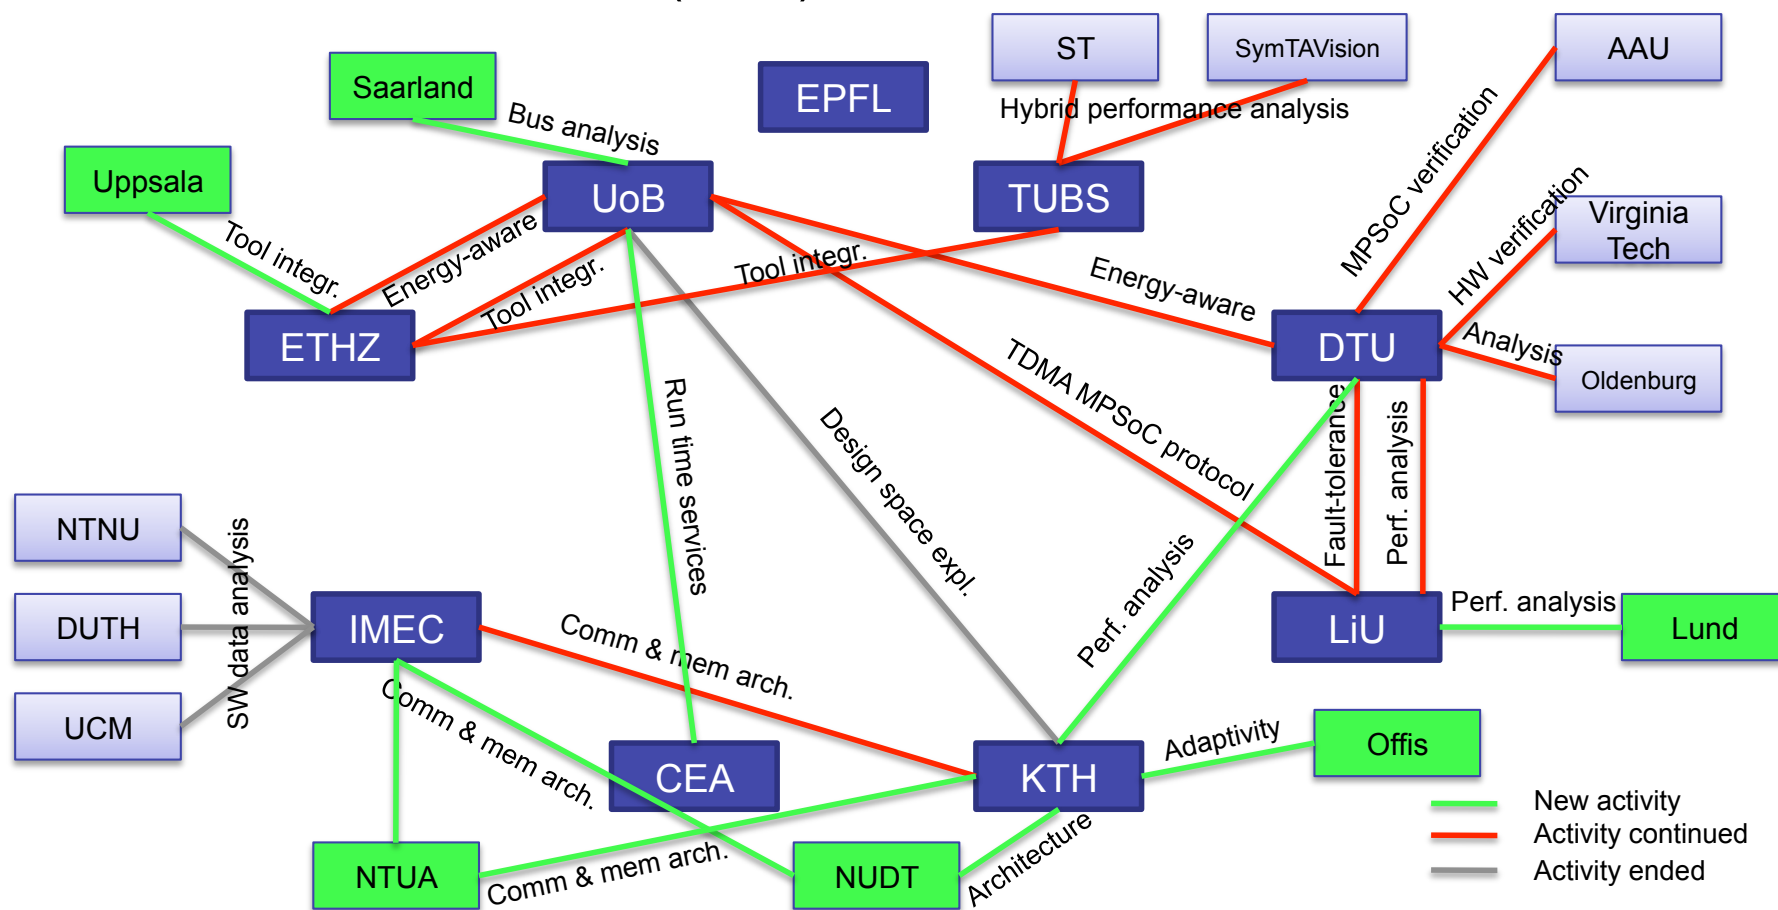 ST
SymTAVision
AAU
Saarland
EPFL
Hybrid performance analysis
Bus analysis
MPSoC verification
Uppsala
UoB
TUBS
HW verification
Virginia
Tech
Tool integr.
Energy-aware
Tool integr.
Tool integr.
Energy-aware
ETHZ
DTU
Analysis
Oldenburg
TDMA MPSoC protocol
Run time services
Design space expl.
Fault-tolerance
Perf. analysis
NTNU
SW data analysis
DUTH
IMEC
Comm & mem arch.
Perf. analysis
LiU
Perf. analysis
Lund
UCM
Comm & mem arch.
CEA
KTH
Adaptivity
Offis
New activity
Activity continued
Activity ended
NTUA
Comm & mem arch.
NUDT
Architecture